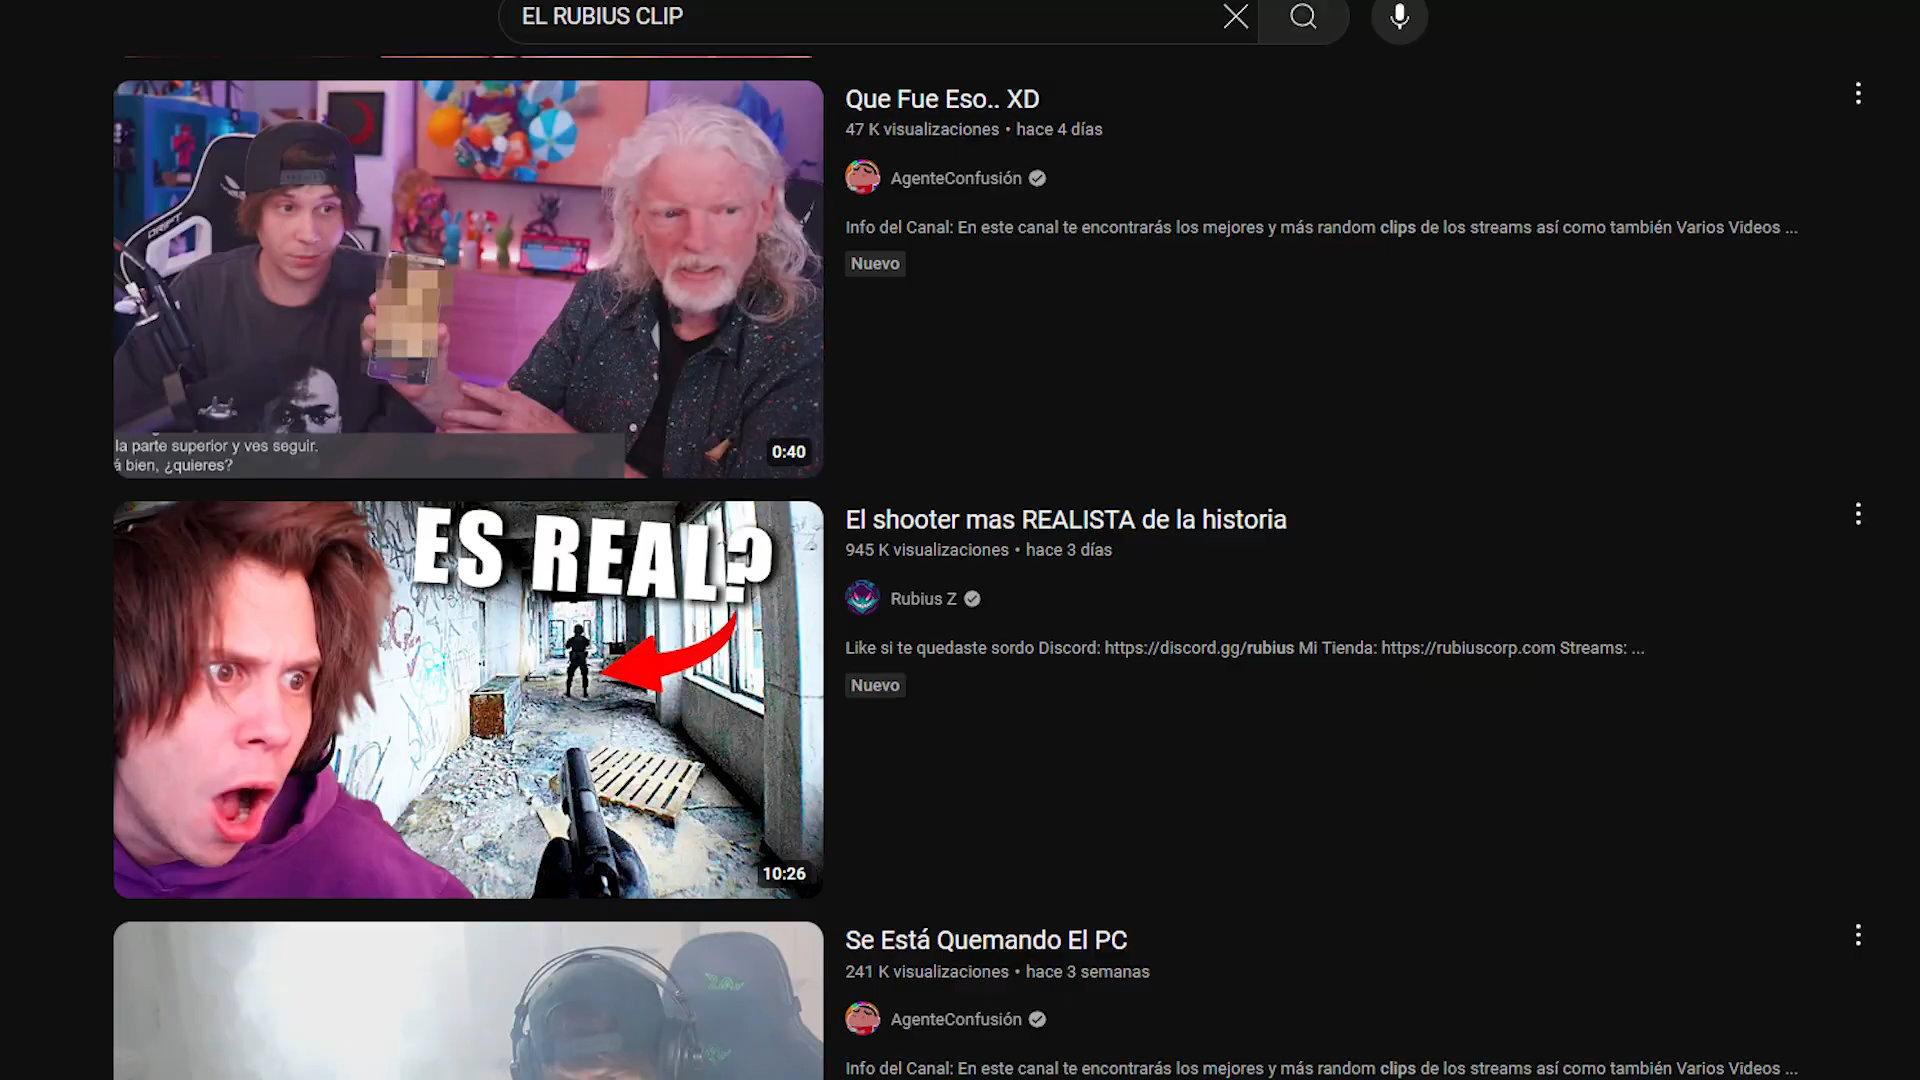 EL RUBIUS CLIP
Que Fue Eso.. XD
47 K visualizaciones • hace 4 días
AgenteConfusión
Info del Canal: En este canal te encontrarás los mejores y más random clips de los streams así como también Varios Videos ...
Nuevo
DRIFT
la parte superior y ves seguir.
á bien, ¿quieres?
0:40
ES REAL?
10:26
El shooter mas REALISTA de la historia
945 K visualizaciones • hace 3 días
Rubius Z
Like si te quedaste sordo Discord: https://discord.gg/rubius Mi Tienda: https://rubiuscorp.com Streams: ...
Nuevo
Se Está Quemando El PC
241 K visualizaciones • hace 3 semanas
AgenteConfusión
Info del Canal: En este canal te encontrarás los mejores y más random clips de los streams así como también Varios Videos ...